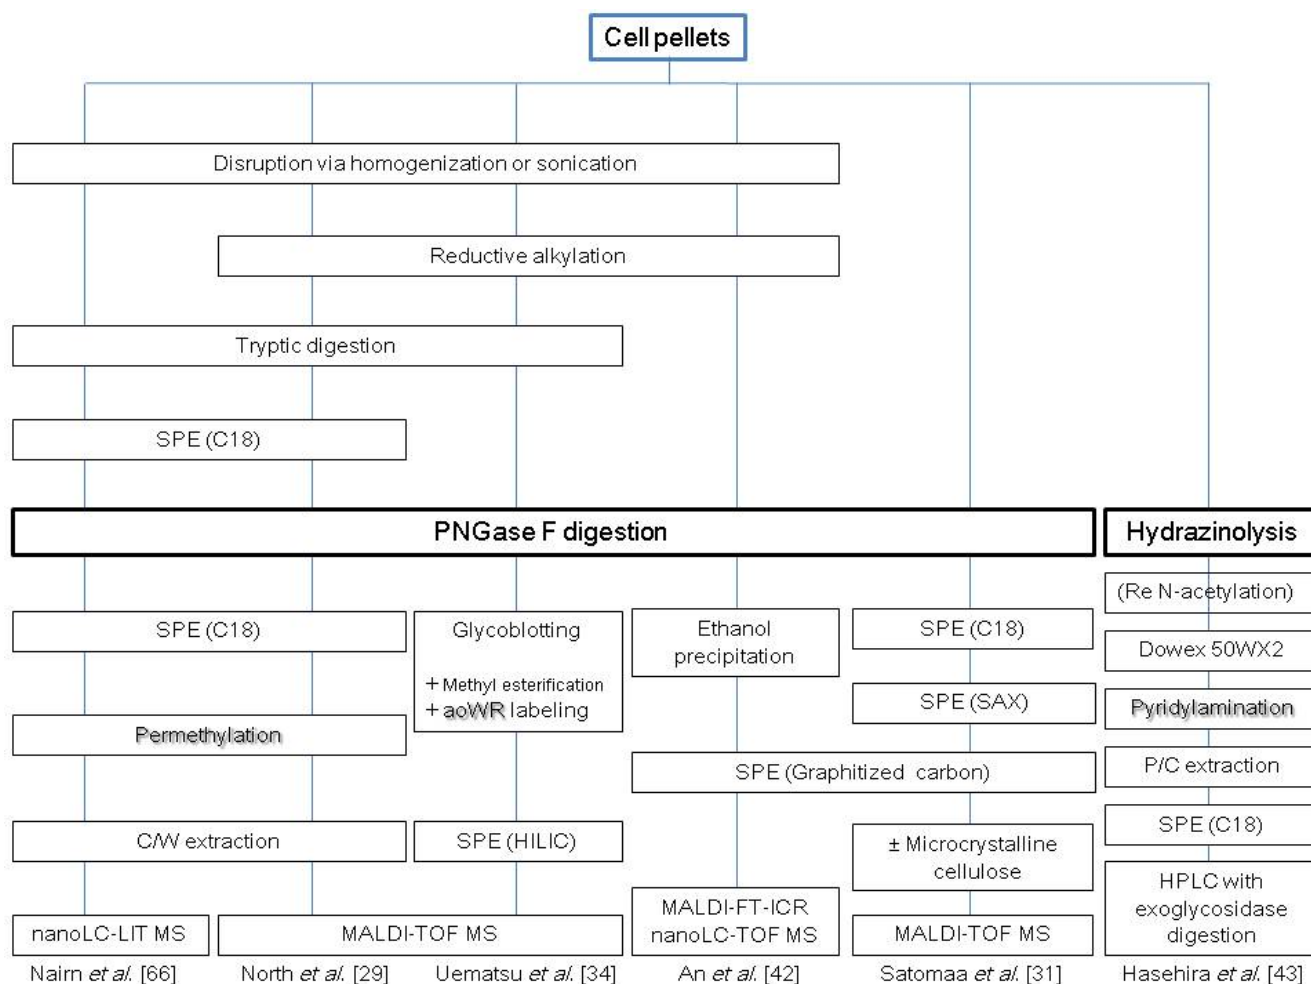 Cell pellets
Disruption via homogenization or sonication
Reductive alkylation
Tryptic digestion
SPE (C18)
PNGase F digestion
Hydrazinolysis
(Re N-acetylation)
SPE (C18)
Glycoblotting
+ Methyl esterification
+ aoWR labeling
Ethanol
precipitation
SPE (C18)
Dowex 50WX2
SPE (SAX)
Pyridylamination
Permethylation
SPE (Graphitized carbon)
P/C extraction
C/W extraction
SPE (HILIC)
± Microcrystalline
cellulose
SPE (C18)
nanoLC-LIT MS
MALDI-TOF MS
MALDI-FT-ICR
nanoLC-TOF MS
MALDI-TOF MS
HPLC with
exoglycosidase
digestion
Nairn et al. [66]
North et al. [29]
Uematsu et al. [34]
An et al. [42]
Satomaa et al. [31]
Hasehira et al. [43]